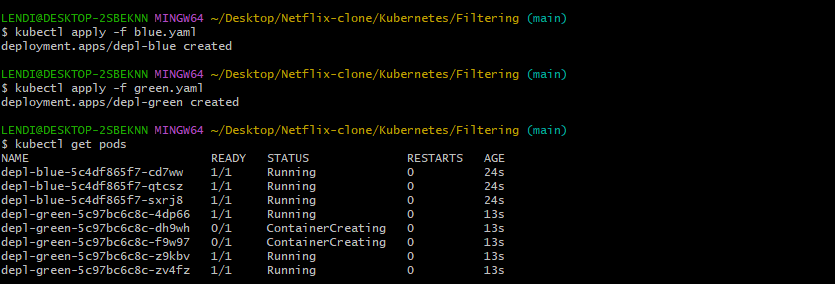 LENDI@DESKTOP-2SBEKNN MINGW64 ~/Desktop/Netflix-clone/Kubernetes/Filtering (main)
$ kubectl apply -f blue.yaml
deployment.apps/depl-blue created
LENDI@DESKTOP-2SBEKNN MINGW64 ~/Desktop/Netflix-clone/Kubernetes/Filtering (main)
$ kubectl apply -f green.yaml
deployment.apps/depl-green created
LENDI@DESKTOP-2SBEKNN MINGW64 ~/Desktop/Netflix-clone/Kubernetes/Filtering (main)
$ kubectl get pods
NAME READY STATUS RESTARTS AGE
depl-blue-5c4df865f7-cd7ww 1/1 Running 0 24s
depl-blue-5c4df865f7-qtcsz 1/1 Running 0 24s
depl-blue-5c4df865f7-sxrj8 1/1 Running 0 24s
depl-green-5c97bc6c8c-4dp66 1/1 Running 0 13s
depl-green-5c97bc6c8c-dh9wh 0/1 ContainerCreating 0 13s
depl-green-5c97bc6c8c-f9w97 0/1 ContainerCreating 0 13s
depl-green-5c97bc6c8c-z9kbv 1/1 Running 0 13s
depl-green-5c97bc6c8c-zv4fz 1/1 Running 0 13s